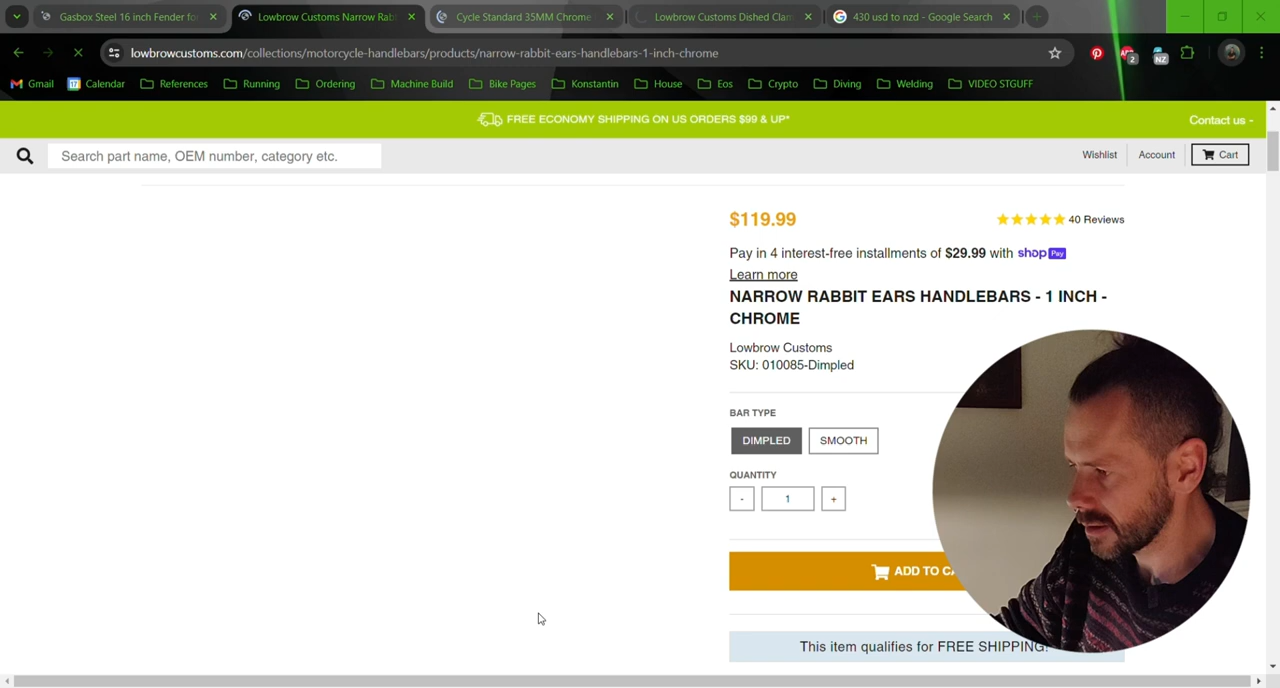 Gasbox Steel 16 inch Fender fo
Lowbrow Customs Narrow Rab
Cycle Standard 35MM Chrome
Lowbrow Customs Dished Clam
430 usd to nzd - Google Search
lowbrowcustoms.com/collections/motorcycle-handlebars/products/narrow-rabbit-ears-handlebars-1-inch-chrome
ABP
2
NZ
Gmail
17
Calendar
References
Running
Ordering
Machine Build
Bike Pages
Konstantin
House
Eos
Crypto
Diving
Welding
VIDEO STGUFF
FREE ECONOMY SHIPPING ON US ORDERS $99 & UP*
Contact us -
Search part name, OEM number, category etc.
Wishlist
Account
Cart
$119.99
40 Reviews
Pay in 4 interest-free installments of $29.99 with shop Pay
Learn more
NARROW RABBIT EARS HANDLEBARS - 1 INCH -
CHROME
Lowbrow Customs
SKU: 010085-Dimpled
BAR TYPE
DIMPLED
SMOOTH
QUANTITY
- 1 +
ADD TO CA
This item qualifies for FREE SHIPPING!